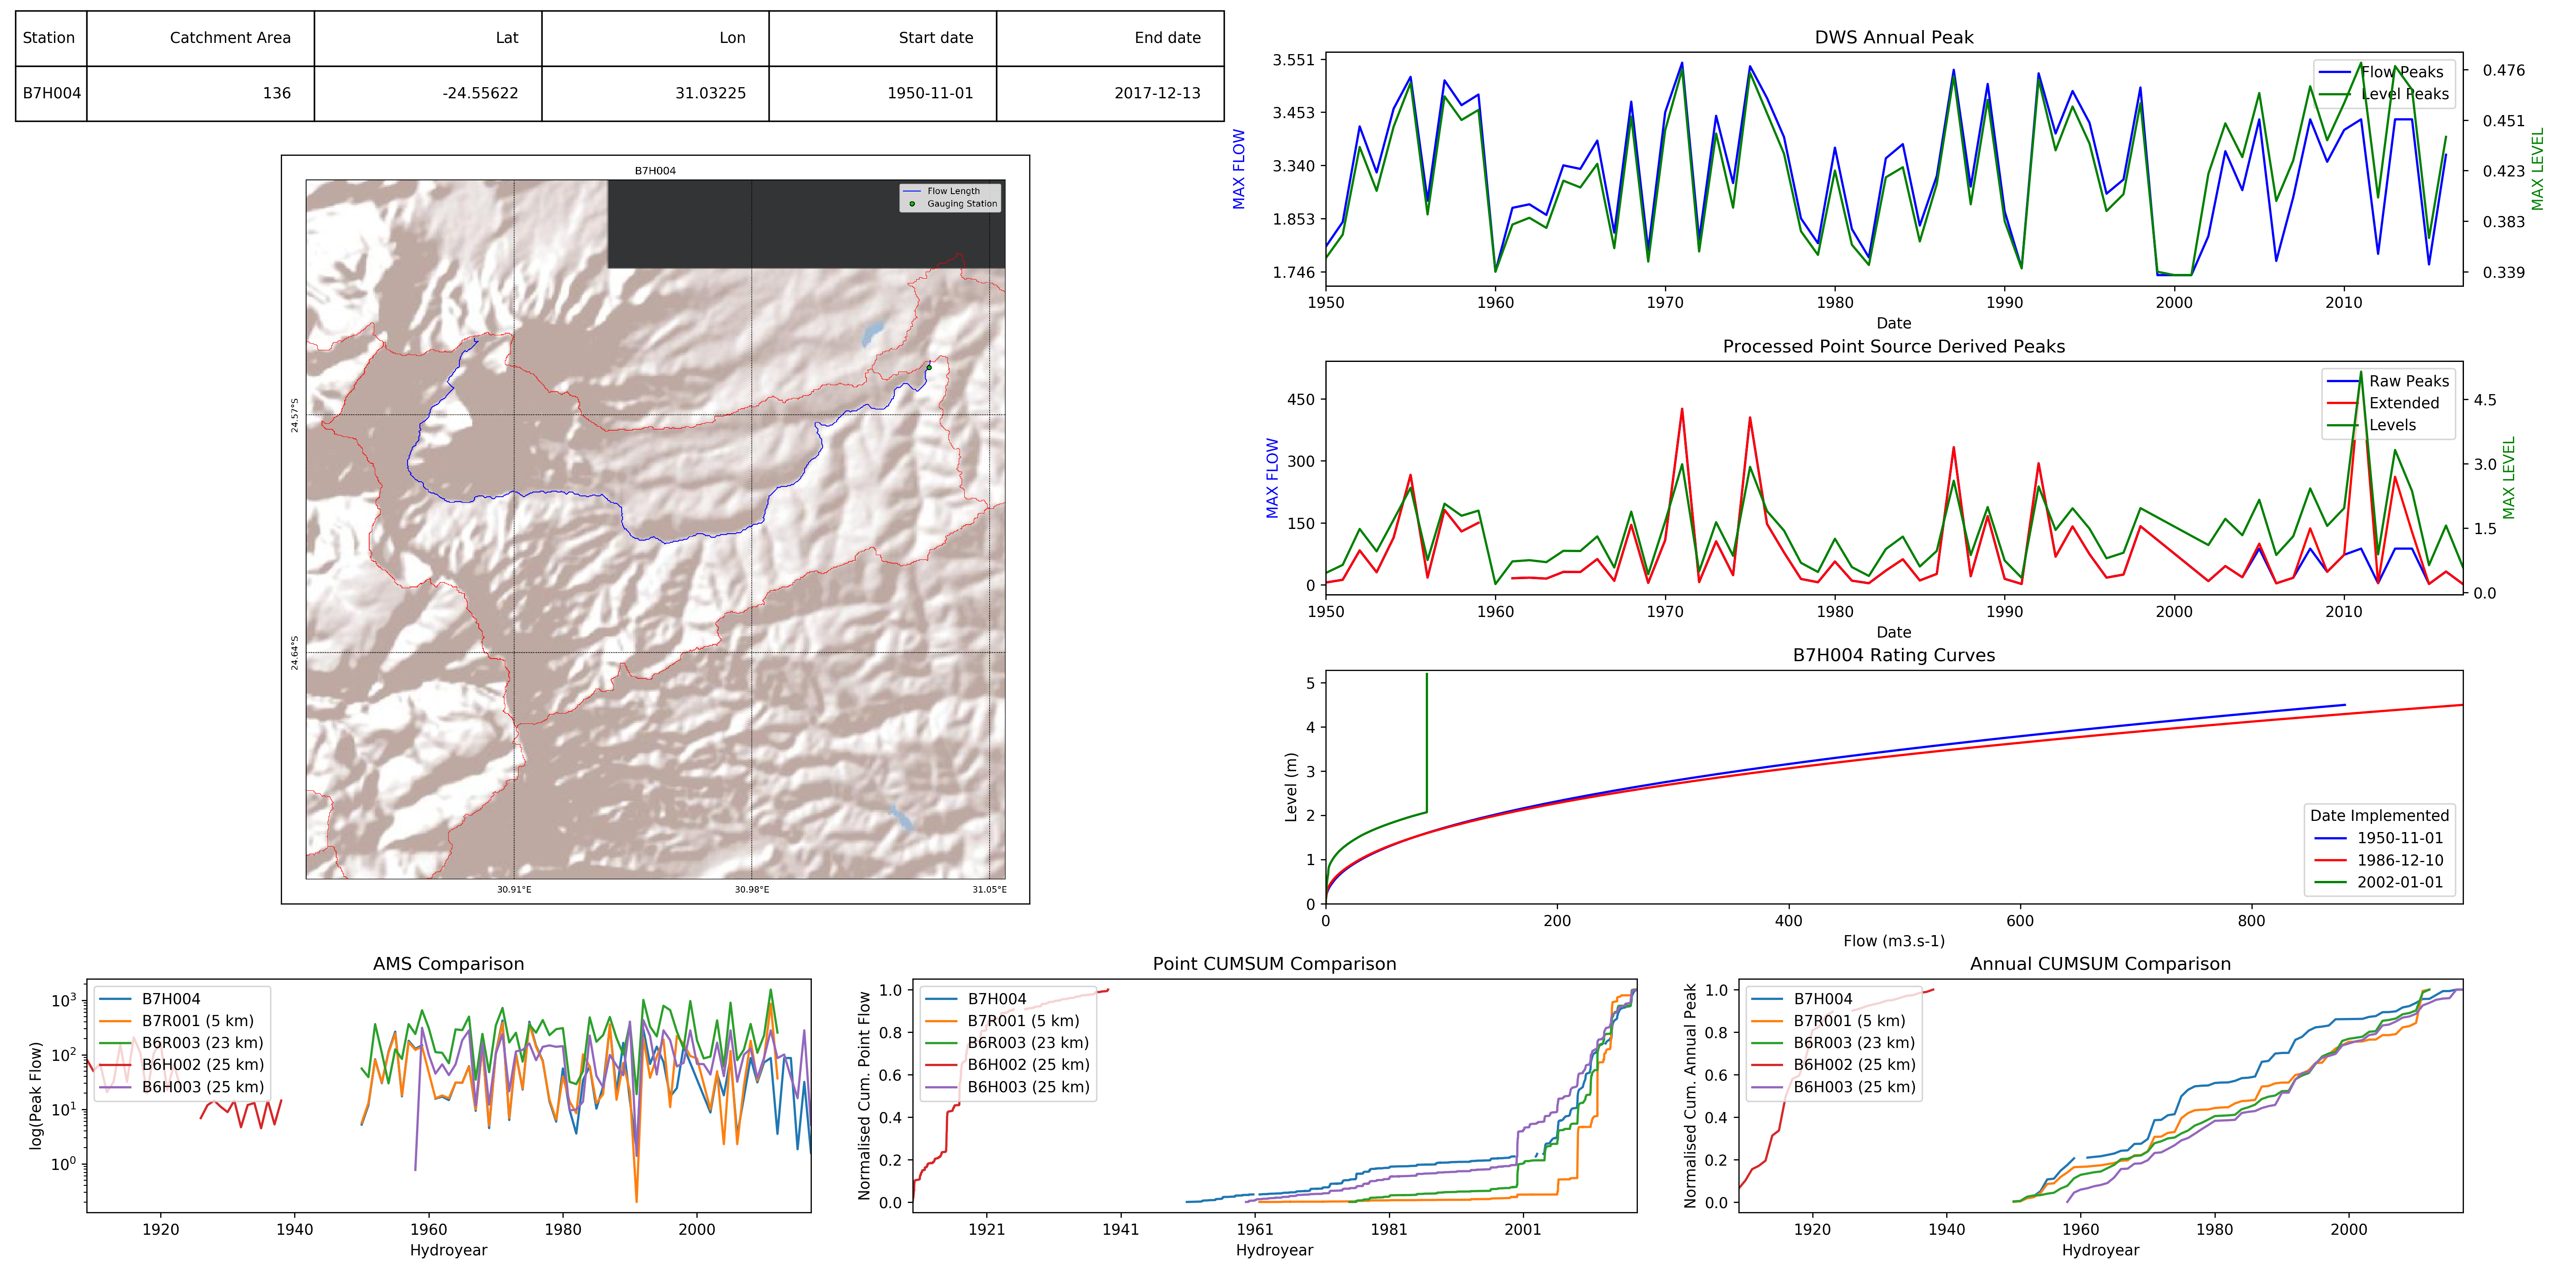 Station Catchment Area Lat Lon Start date End date
B7H004 136 -24.55622 31.03225 1950-11-01 2017-12-13
B7H004
Flow Length
Gauging Station
24.57°S
24.64°S
30.91°E 30.98°E 31.05°E
DWS Annual Peak
Flow Peaks
Level Peaks
MAX FLOW
3.551
3.453
3.340
1.853
1.746
MAX LEVEL
0.476
0.451
0.423
0.383
0.339
1950 1960 1970 1980 1990 2000 2010
Date
Processed Point Source Derived Peaks
Raw Peaks
Extended
Levels
MAX FLOW
450
300
150
0
MAX LEVEL
4.5
3.0
1.5
0.0
1950 1960 1970 1980 1990 2000 2010
Date
B7H004 Rating Curves
Level (m)
5
4
3
2
1
0
Date Implemented
1950-11-01
1986-12-10
2002-01-01
0 200 400 600 800
Flow (m3.s-1)
AMS Comparison
B7H004
B7R001 (5 km)
B6R003 (23 km)
B6H002 (25 km)
B6H003 (25 km)
log(Peak Flow)
10³
10²
10¹
10⁰
1920 1940 1960 1980 2000
Hydroyear
Point CUMSUM Comparison
B7H004
B7R001 (5 km)
B6R003 (23 km)
B6H002 (25 km)
B6H003 (25 km)
Normalised Cum. Point Flow
1.0
0.8
0.6
0.4
0.2
0.0
1921 1941 1961 1981 2001
Hydroyear
Annual CUMSUM Comparison
B7H004
B7R001 (5 km)
B6R003 (23 km)
B6H002 (25 km)
B6H003 (25 km)
Normalised Cum. Annual Peak
1.0
0.8
0.6
0.4
0.2
0.0
1920 1940 1960 1980 2000
Hydroyear